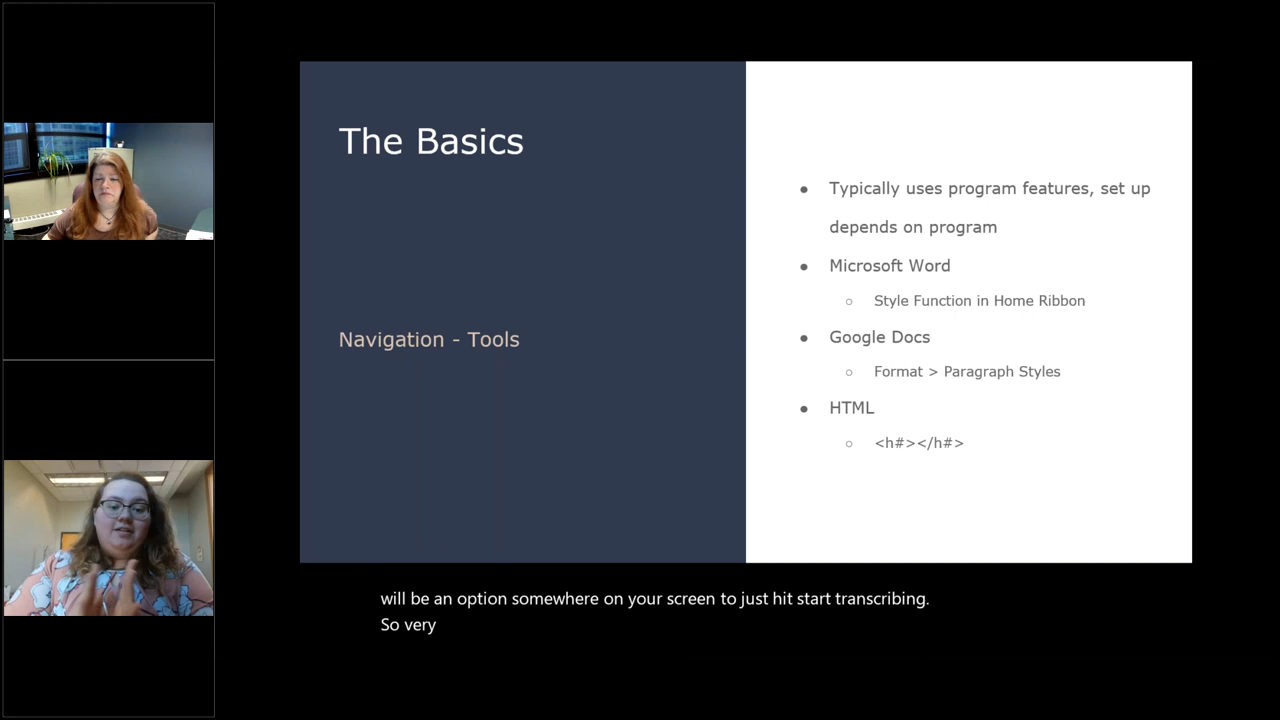 The Basics
Navigation - Tools
● Typically uses program features, set up
depends on program
● Microsoft Word
○ Style Function in Home Ribbon
● Google Docs
○ Format > Paragraph Styles
● HTML
○ <h#></h#>
will be an option somewhere on your screen to just hit start transcribing.
So very